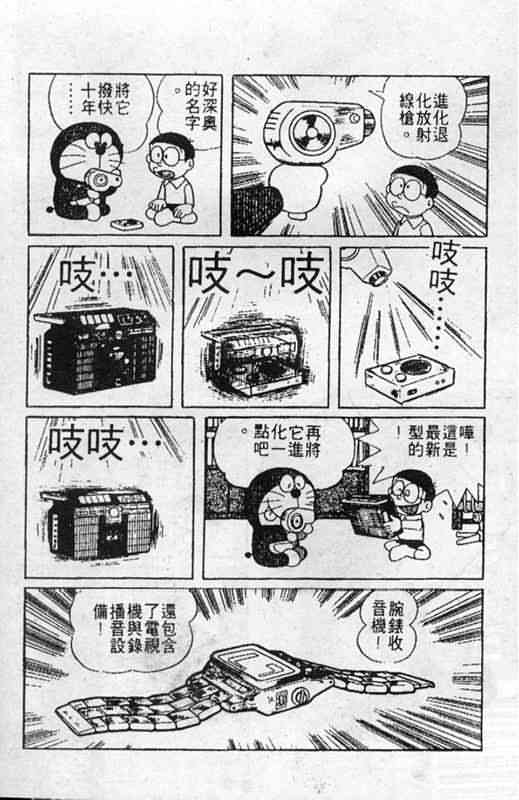 進化退
化放射
線槍。
好深奧
的名字
。
將它
撥快
十年
……
吱吱……
吱～吱
吱…
嘩！
這是
最新
型的
！
再將
它進
化一
點吧
。
吱吱…
腕錶收
音機！
還包含
了電視
機與錄
播音設
備！